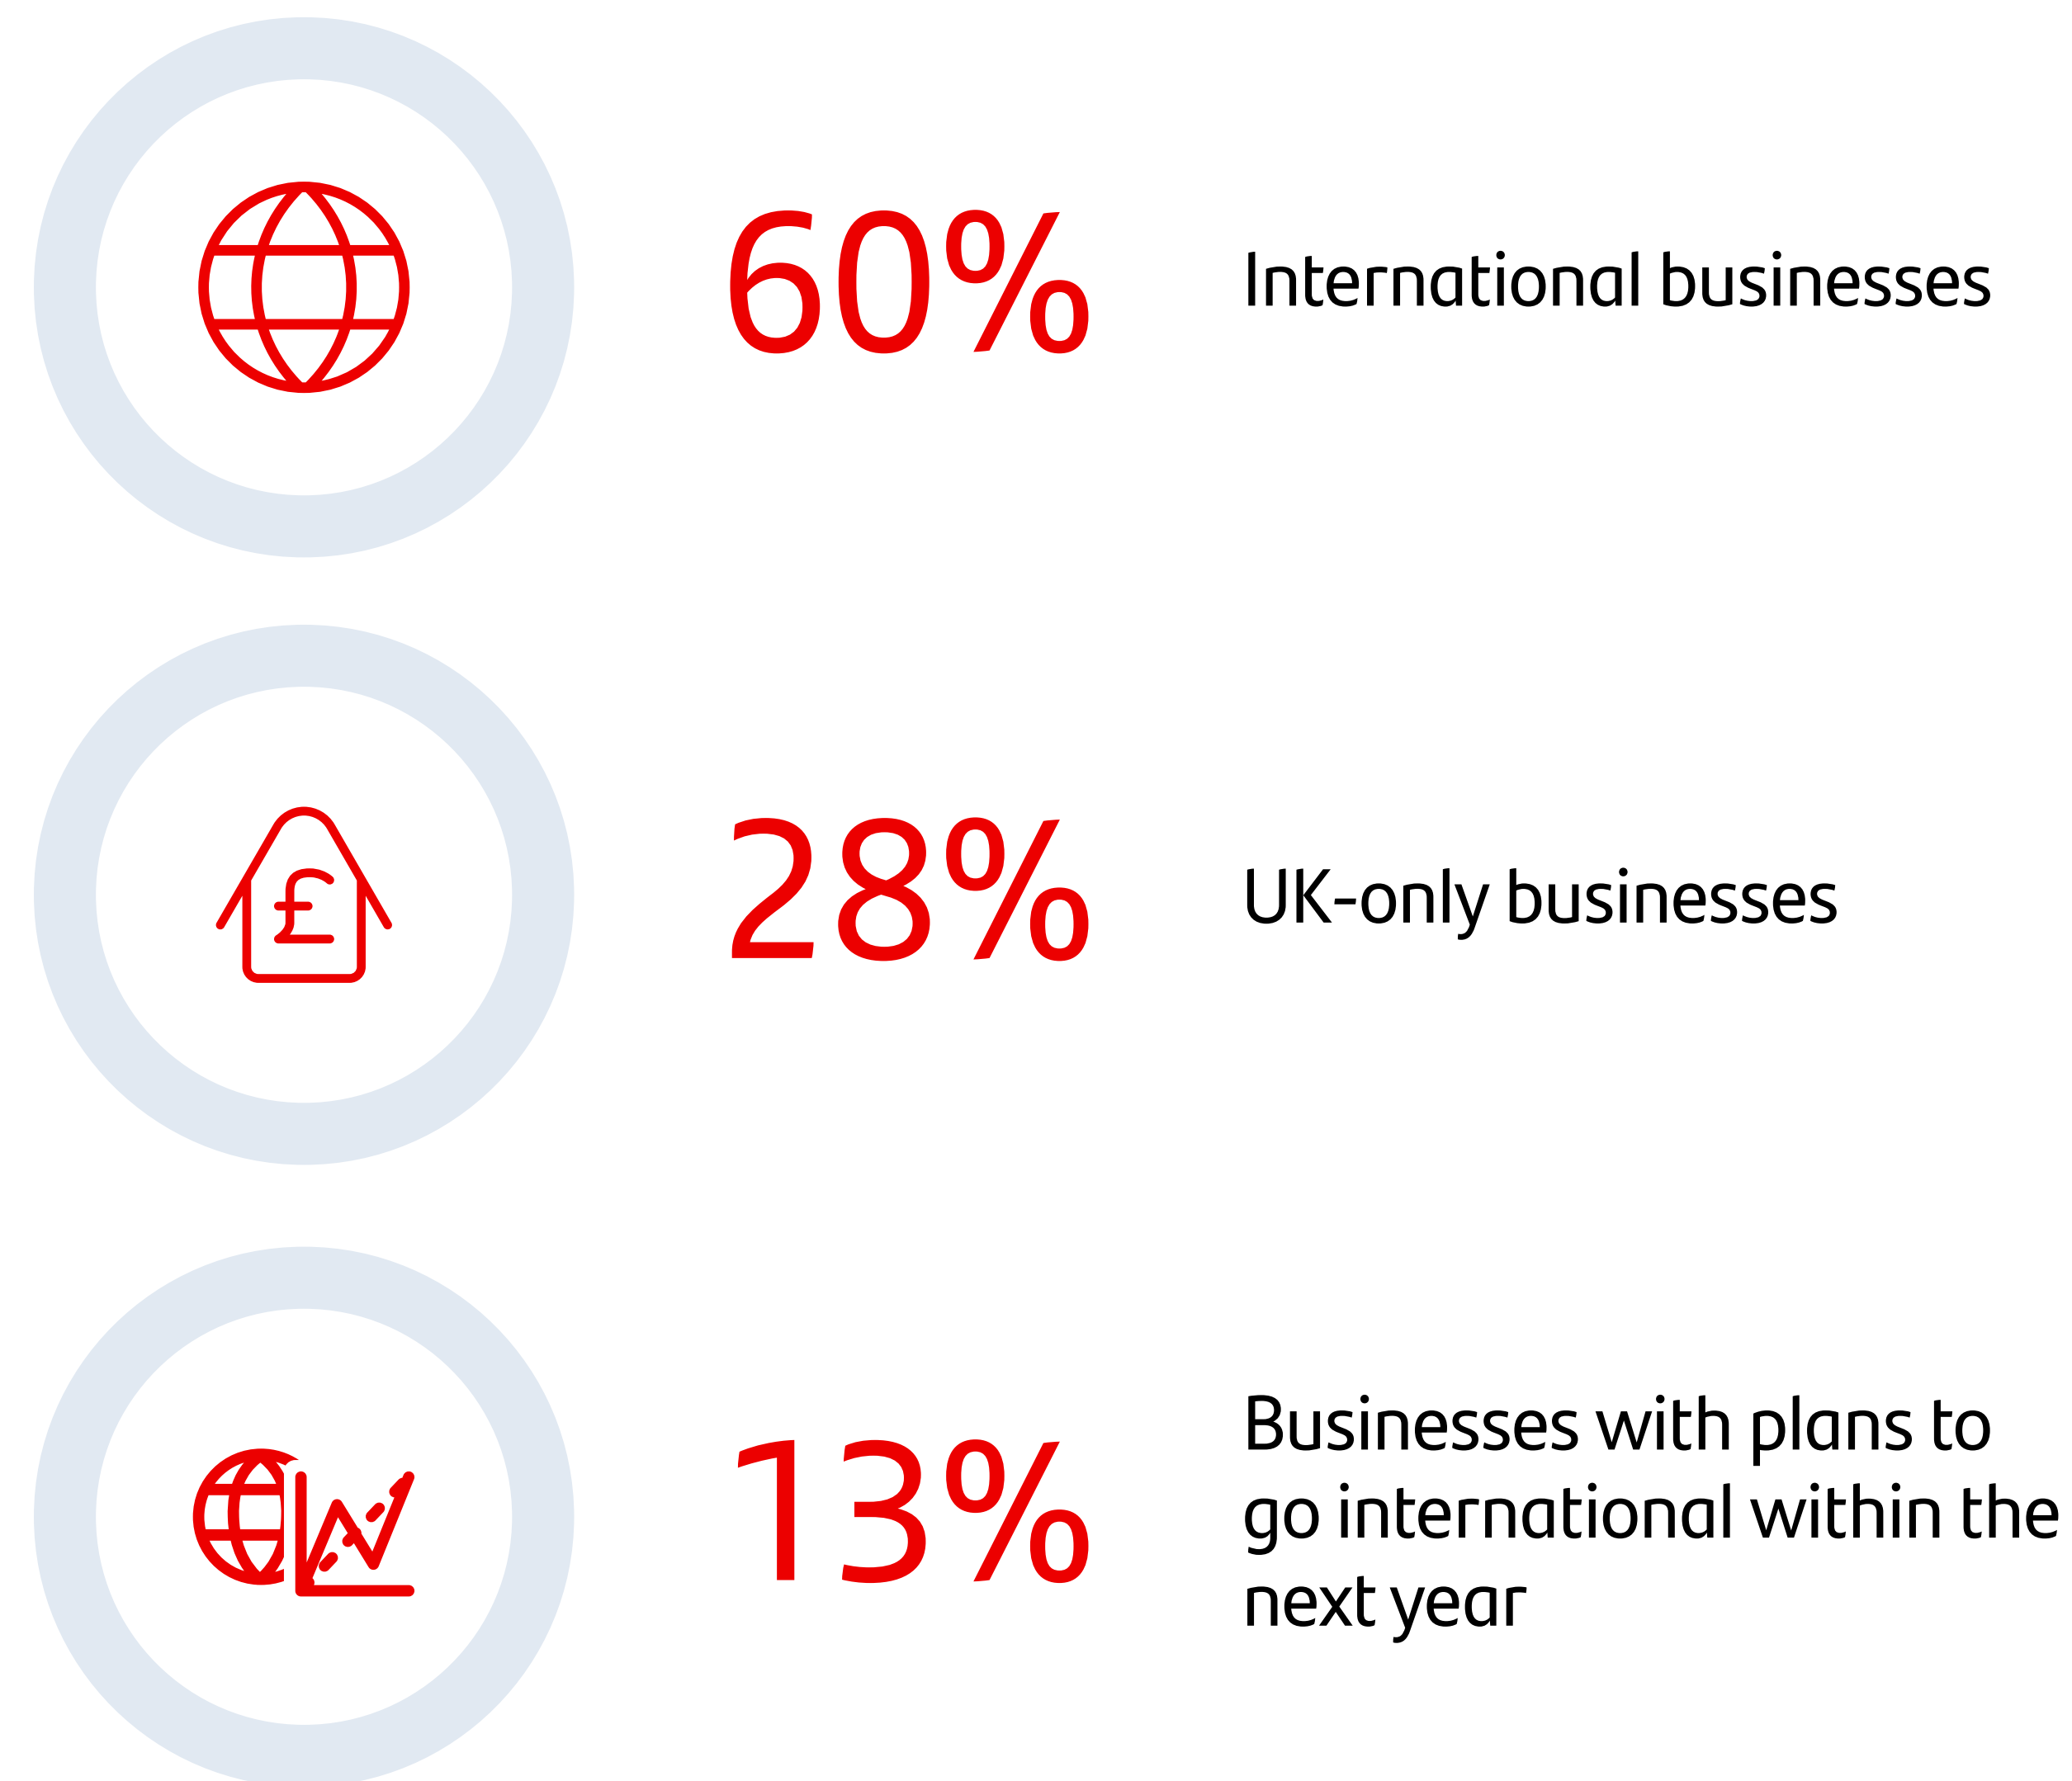 60%
International businesses
28%
UK-only businesses
13%
Businesses with plans to
go international within the
next year